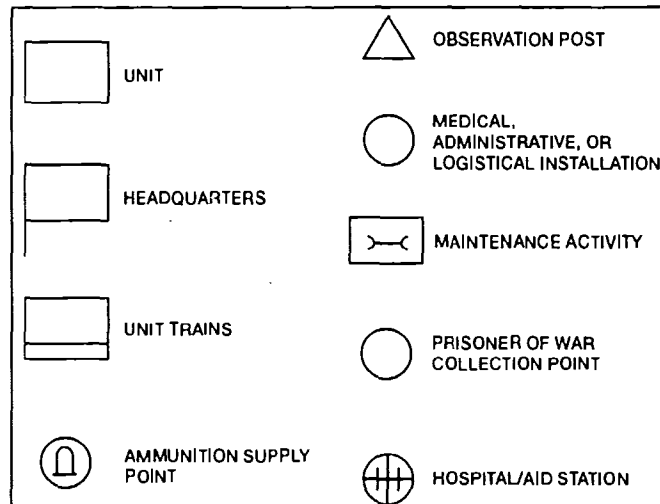 UNIT
HEADQUARTERS
UNIT TRAINS
AMMUNITION SUPPLY
POINT
OBSERVATION POST
MEDICAL,
ADMINISTRATIVE, OR
LOGISTICAL INSTALLATION
MAINTENANCE ACTIVITY
PRISONER OF WAR
COLLECTION POINT
HOSPITAL/AID STATION